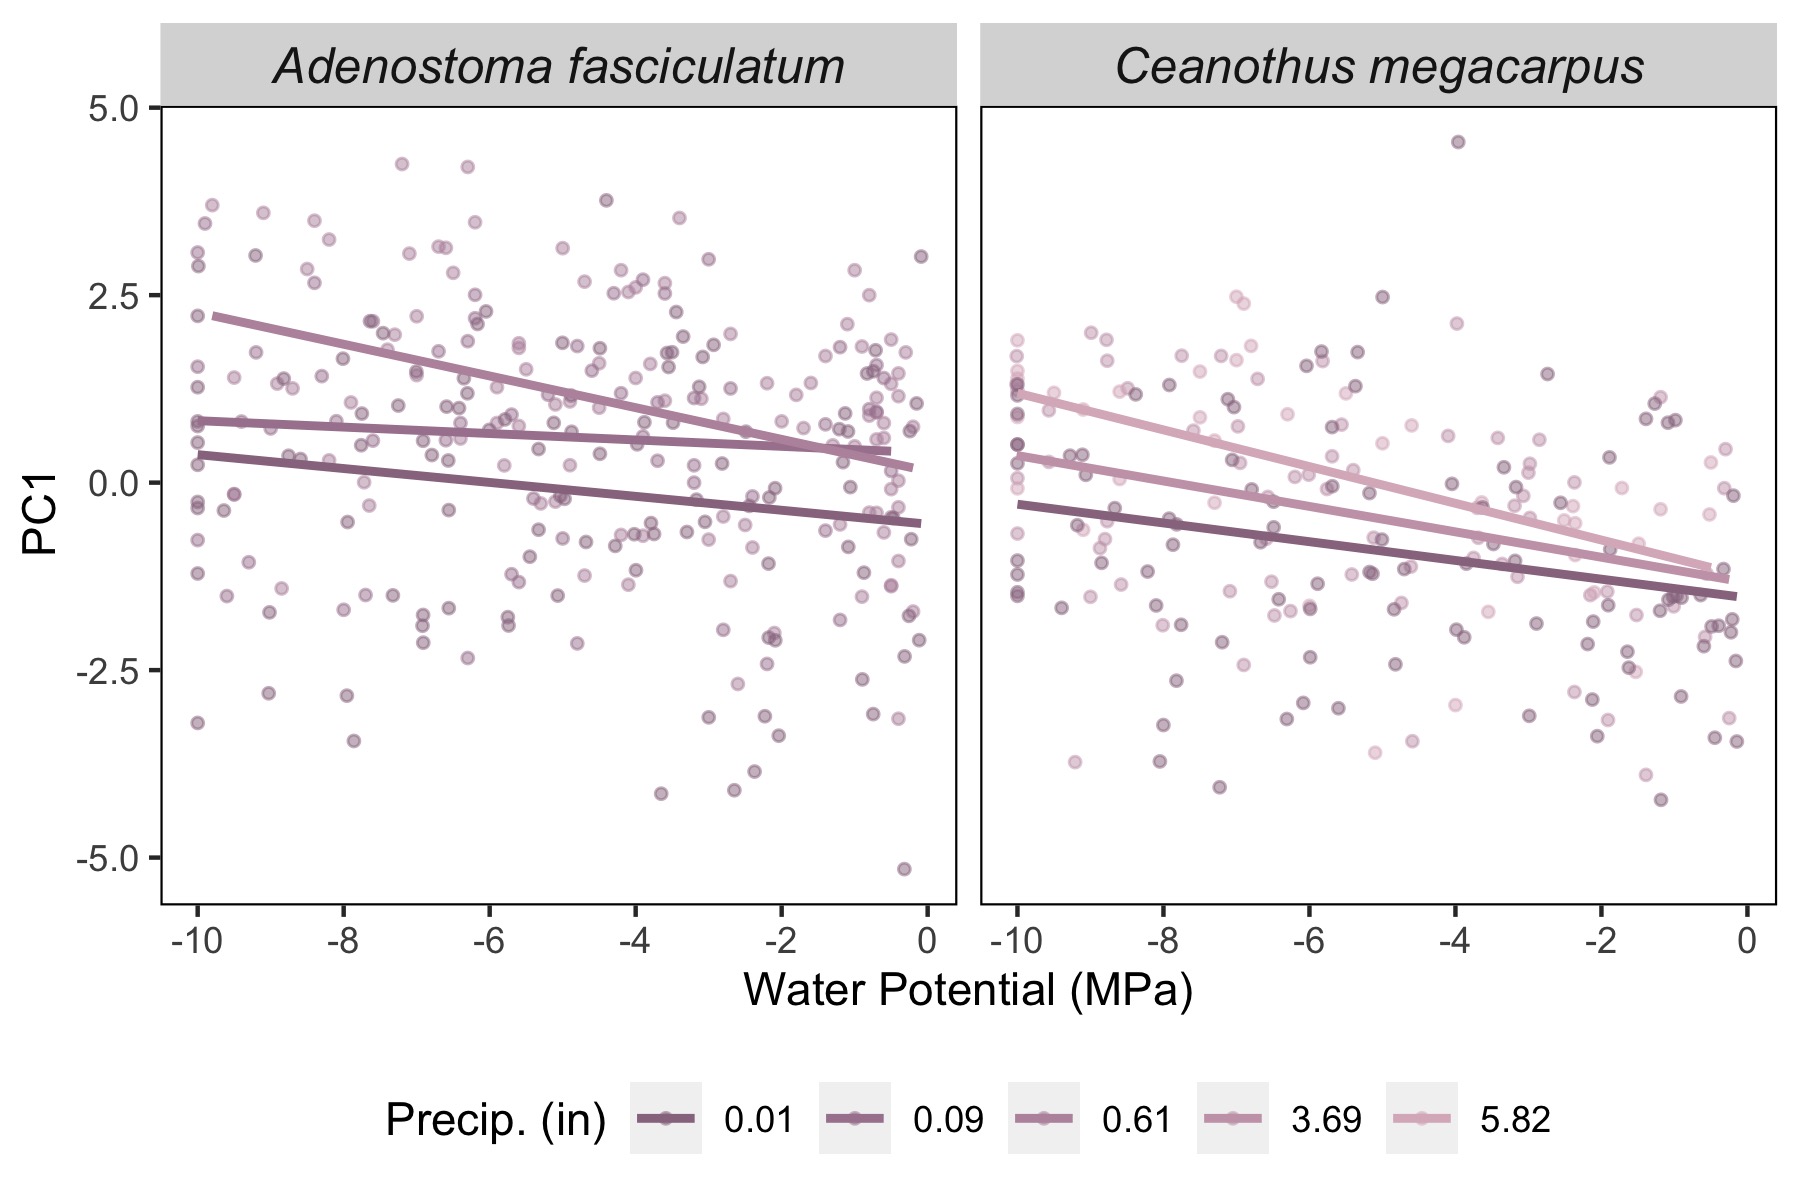 Adenostoma fasciculatum
Ceanothus megacarpus
5.0
2.5
0.0
-2.5
-5.0
PC1
-10 -8 -6 -4 -2 0
-10 -8 -6 -4 -2 0
Water Potential (MPa)
Precip. (in) 0.01 0.09 0.61 3.69 5.82